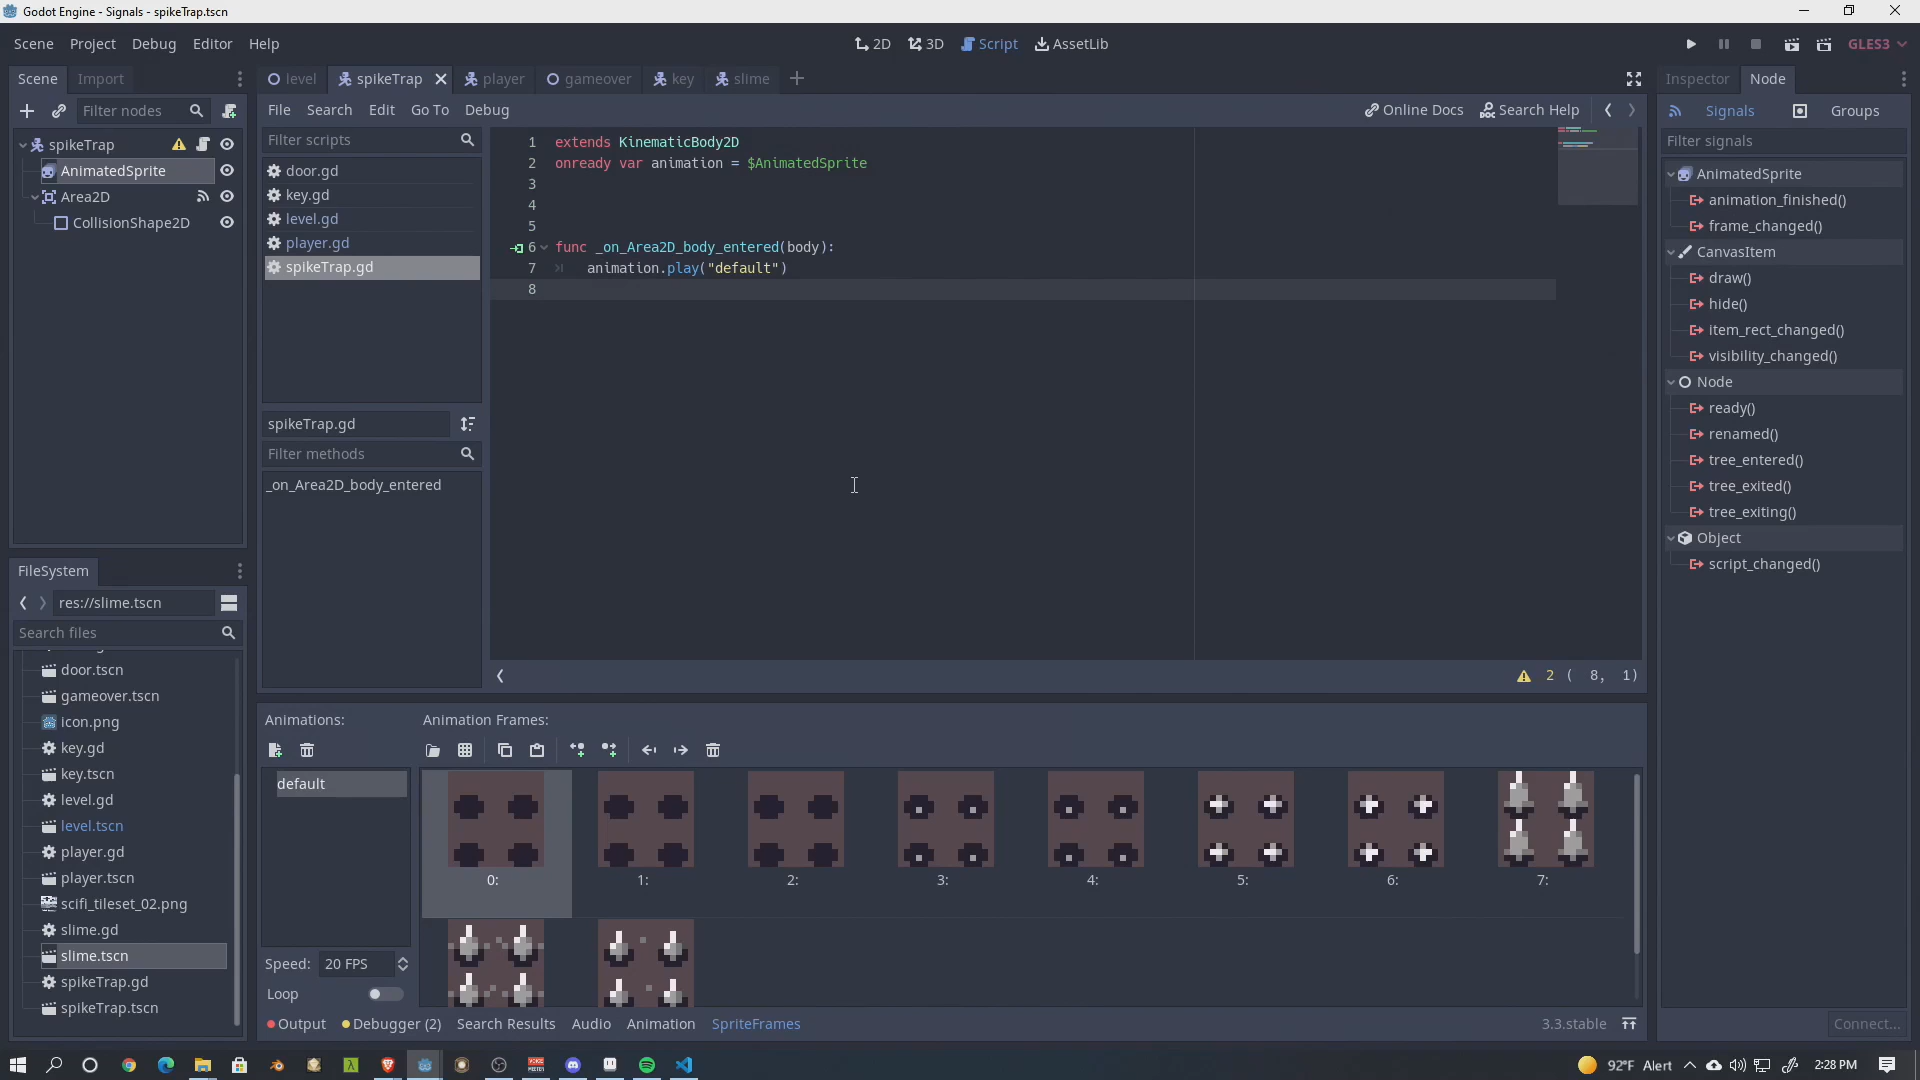 Godot Engine - Signals - spikeTrap.tscn
Scene Project Debug Editor Help
2D 3D Script AssetLib
GLES3
Scene Import
level spikeTrap player gameover key slime
Inspector Node
Filter nodes
File Search Edit Go To Debug
Online Docs Search Help
Signals Groups
Filter signals
spikeTrap
AnimatedSprite
Area2D
CollisionShape2D
Filter scripts
door.gd
key.gd
level.gd
player.gd
spikeTrap.gd
spikeTrap.gd
Filter methods
_on_Area2D_body_entered
1 extends KinematicBody2D
2 onready var animation = $AnimatedSprite
3
4
5
6 func _on_Area2D_body_entered(body):
7 animation.play("default")
8
2 ( 8, 1)
AnimatedSprite
animation_finished()
frame_changed()
CanvasItem
draw()
hide()
item_rect_changed()
visibility_changed()
Node
ready()
renamed()
tree_entered()
tree_exited()
tree_exiting()
Object
script_changed()
Connect...
FileSystem
res://slime.tscn
Search files
door.tscn
gameover.tscn
icon.png
key.gd
key.tscn
level.gd
level.tscn
player.gd
player.tscn
scifi_tileset_02.png
slime.gd
slime.tscn
spikeTrap.gd
spikeTrap.tscn
Animations:
default
Speed: 20 FPS
Loop
Animation Frames:
0: 1: 2: 3: 4: 5: 6: 7:
Output Debugger (2) Search Results Audio Animation SpriteFrames
3.3.stable
92°F Alert
2:28 PM